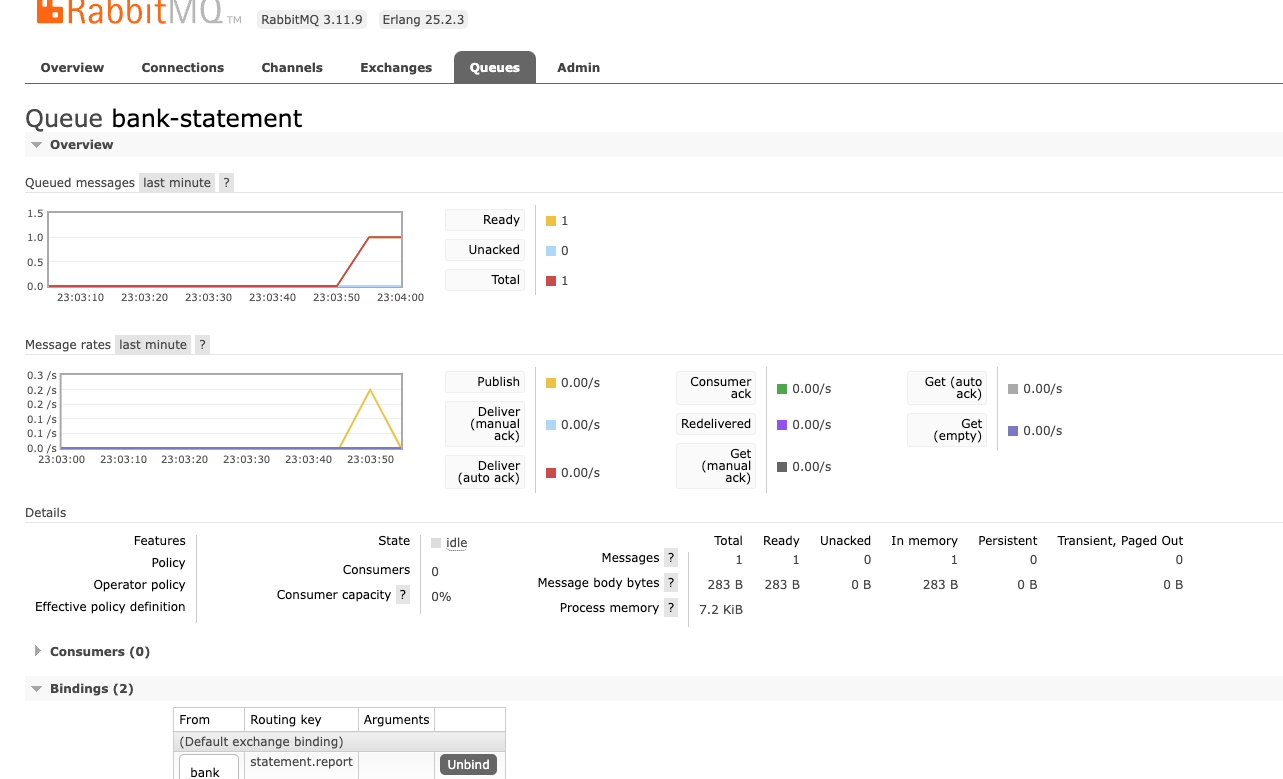 RabbitMQ TM RabbitMQ 3.11.9 Erlang 25.2.3
Overview Connections Channels Exchanges Queues Admin
Queue bank-statement
Overview
Queued messages last minute ?
1.5
1.0
0.5
0.0
23:03:10 23:03:20 23:03:30 23:03:40 23:03:50 23:04:00
Ready 1
Unacked 0
Total 1
Message rates last minute ?
0.3 /s
0.2 /s
0.2 /s
0.1 /s
0.1 /s
0.0 /s
23:03:00 23:03:10 23:03:20 23:03:30 23:03:40 23:03:50
Publish 0.00/s
Deliver
(manual 0.00/s
ack)
Deliver
(auto ack) 0.00/s
Consumer
ack 0.00/s
Redelivered 0.00/s
Get
(manual 0.00/s
ack)
Get (auto
ack) 0.00/s
Get
(empty) 0.00/s
Details
Features
Policy
Operator policy
Effective policy definition
State idle
Consumers 0
Consumer capacity ? 0%
Total Ready Unacked In memory Persistent Transient, Paged Out
Messages ? 1 1 0 1 0 0
Message body bytes ? 283 B 283 B 0 B 283 B 0 B 0 B
Process memory ? 7.2 KiB
Consumers (0)
Bindings (2)
From Routing key Arguments
(Default exchange binding)
bank statement.report Unbind